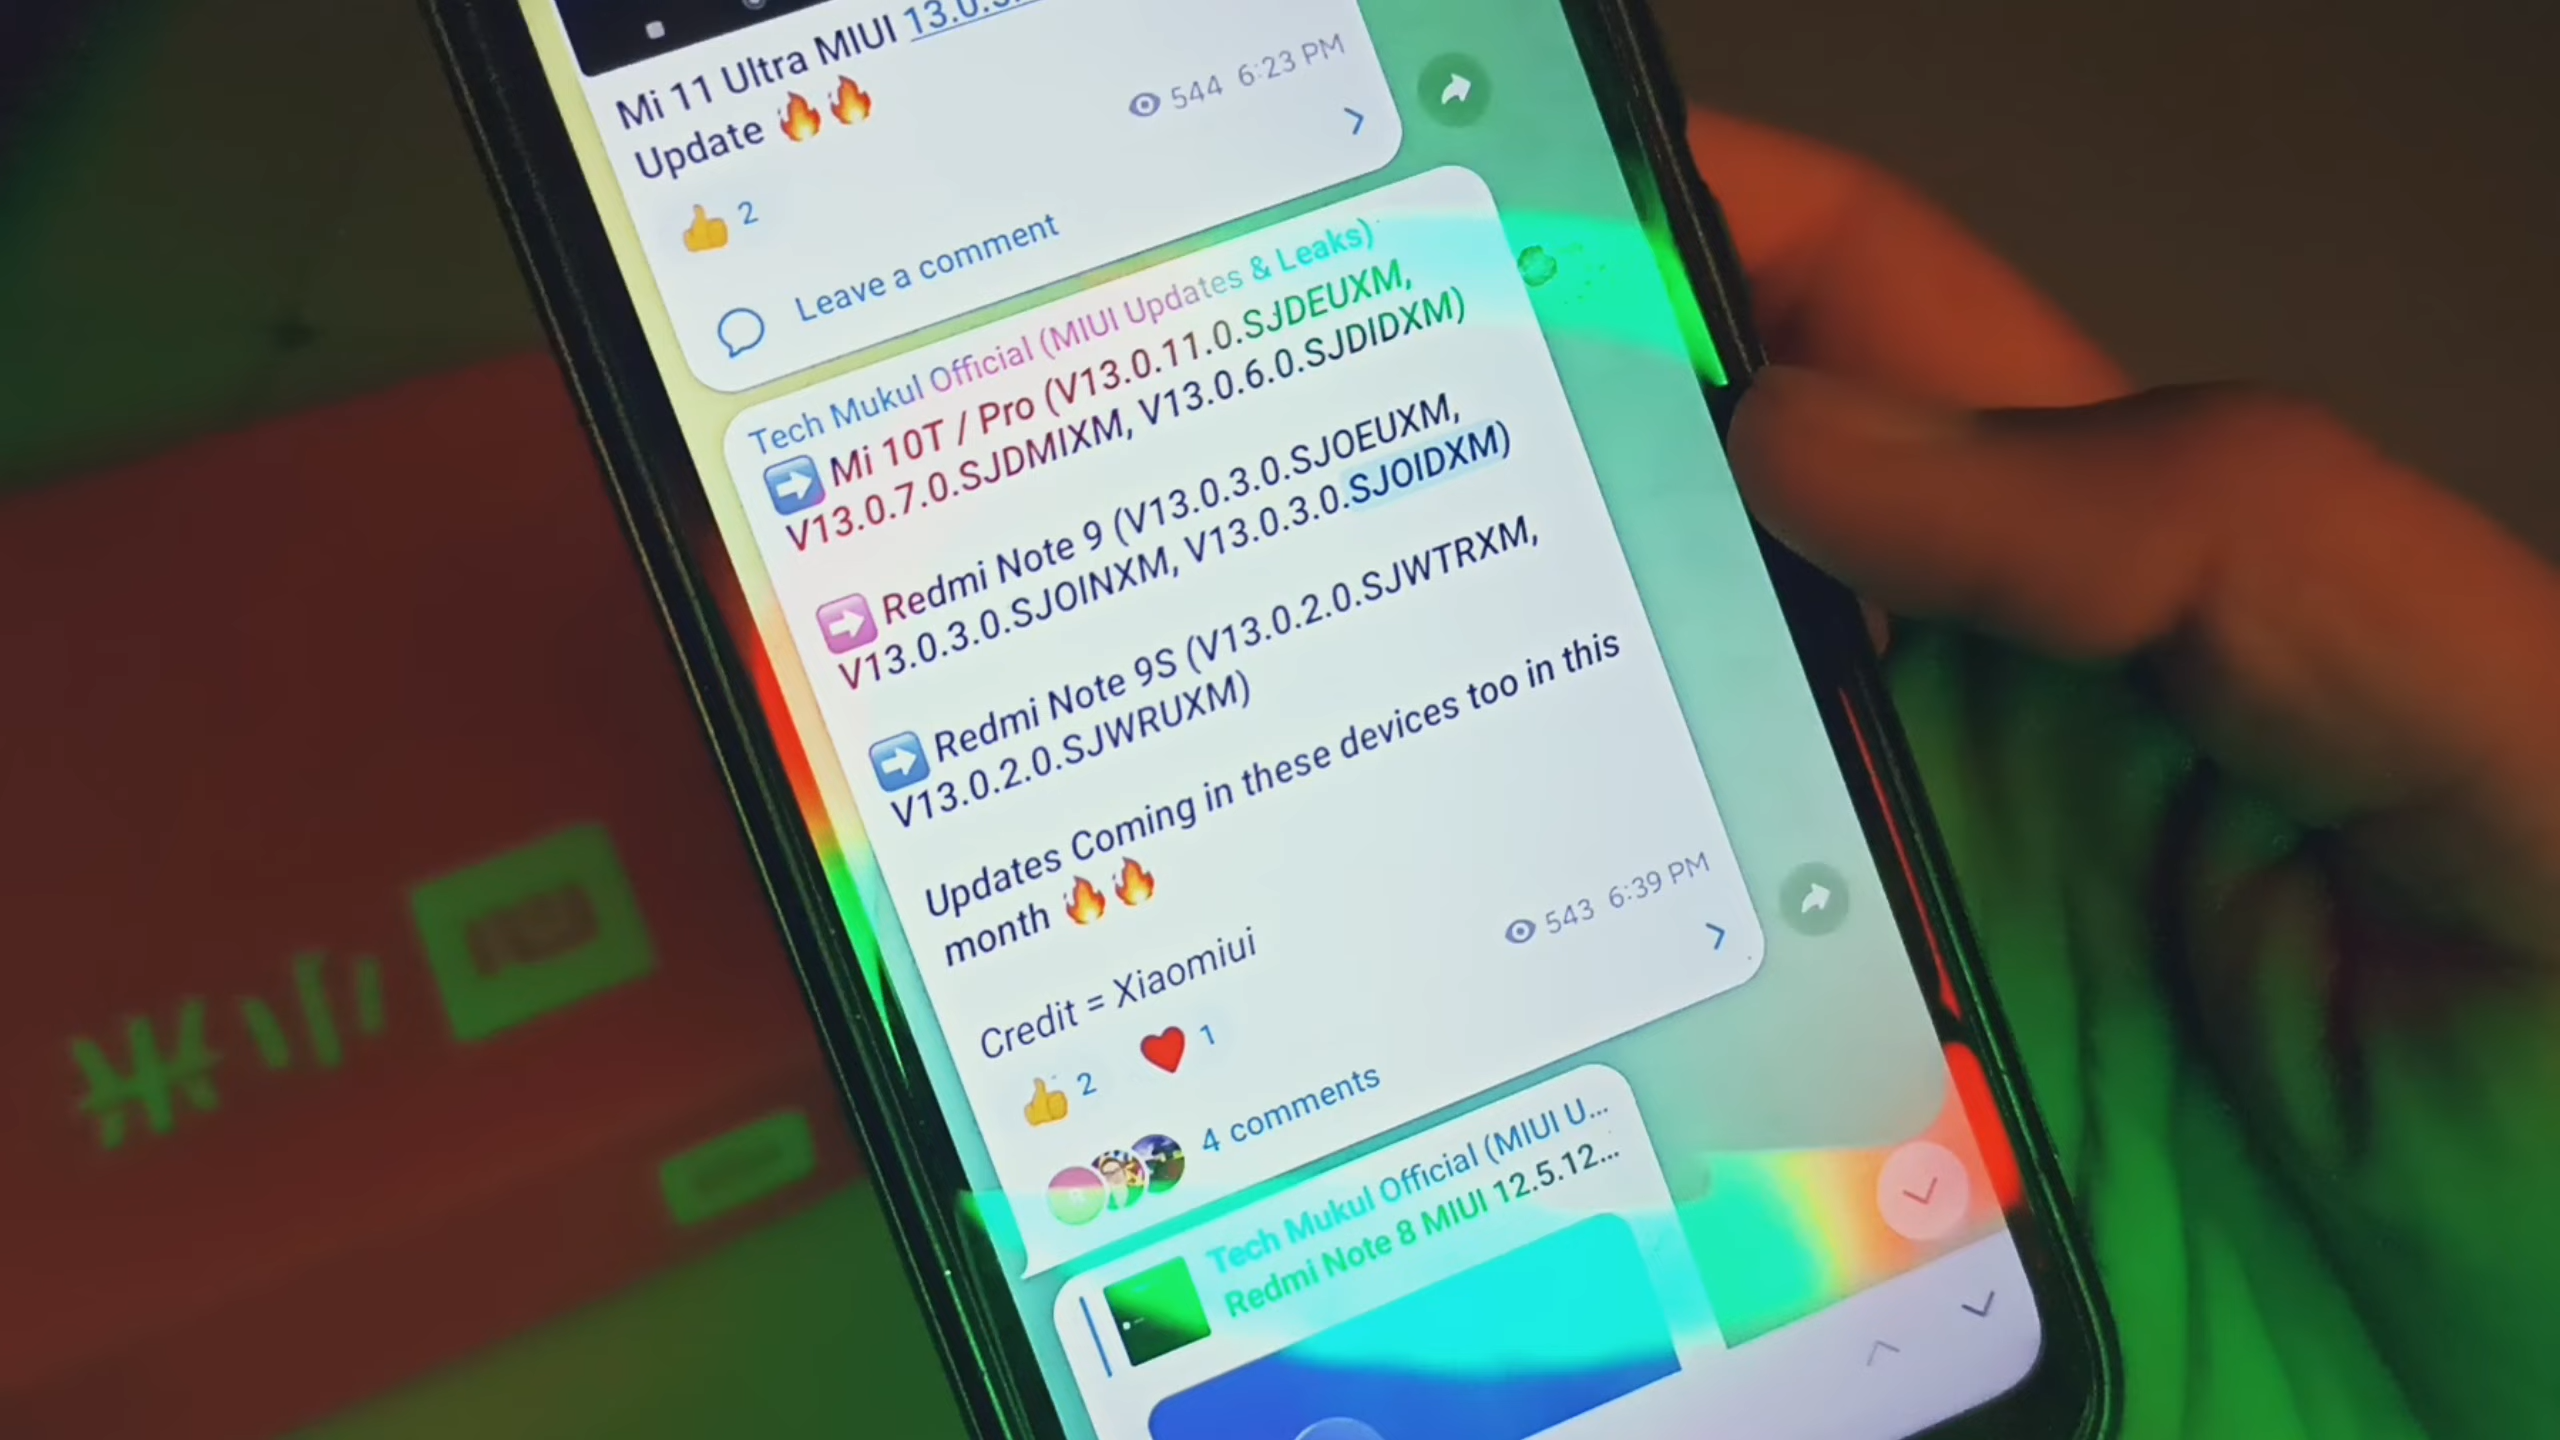 Mi 11 Ultra MIUI
Update 🔥🔥
544 6:23 PM
👍 2
Leave a comment
Tech Mukul Official (MIUI Updates & Leaks)
➡️ Mi 10T / Pro (V13.0.11.0.SJDEUXM,
V13.0.7.0.SJDMIXM, V13.0.6.0.SJDIDXM)
➡️ Redmi Note 9 (V13.0.3.0.SJOEUXM,
V13.0.3.0.SJOINXM, V13.0.3.0.SJOIDXM)
➡️ Redmi Note 9S (V13.0.2.0.SJWTRXM,
V13.0.2.0.SJWRUXM)
Updates Coming in these devices too in this
month 🔥🔥
Credit = Xiaomiui
543 6:39 PM
👍 2 ❤️ 1
4 comments
Tech Mukul Official (MIUI U...
Redmi Note 8 MIUI 12.5.12...